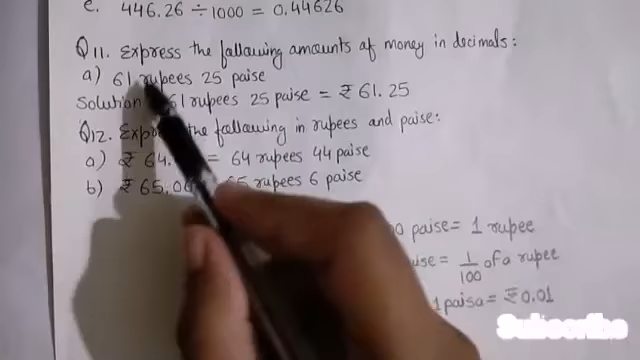 e. 446.26 ÷ 1000 = 0.44626
Q11. Express the following amounts of money in decimals:
a) 61 rupees 25 paise
Solution 61 rupees 25 paise = ₹ 61.25
Q12. the following in rupees and paise:
a) ₹ 64. = 64 rupees 44 paise
b) ₹ 65.06 rupees 6 paise
paise = 1 rupee
= 1/100 of a rupee
1 paisa = ₹0.01
Subscribe